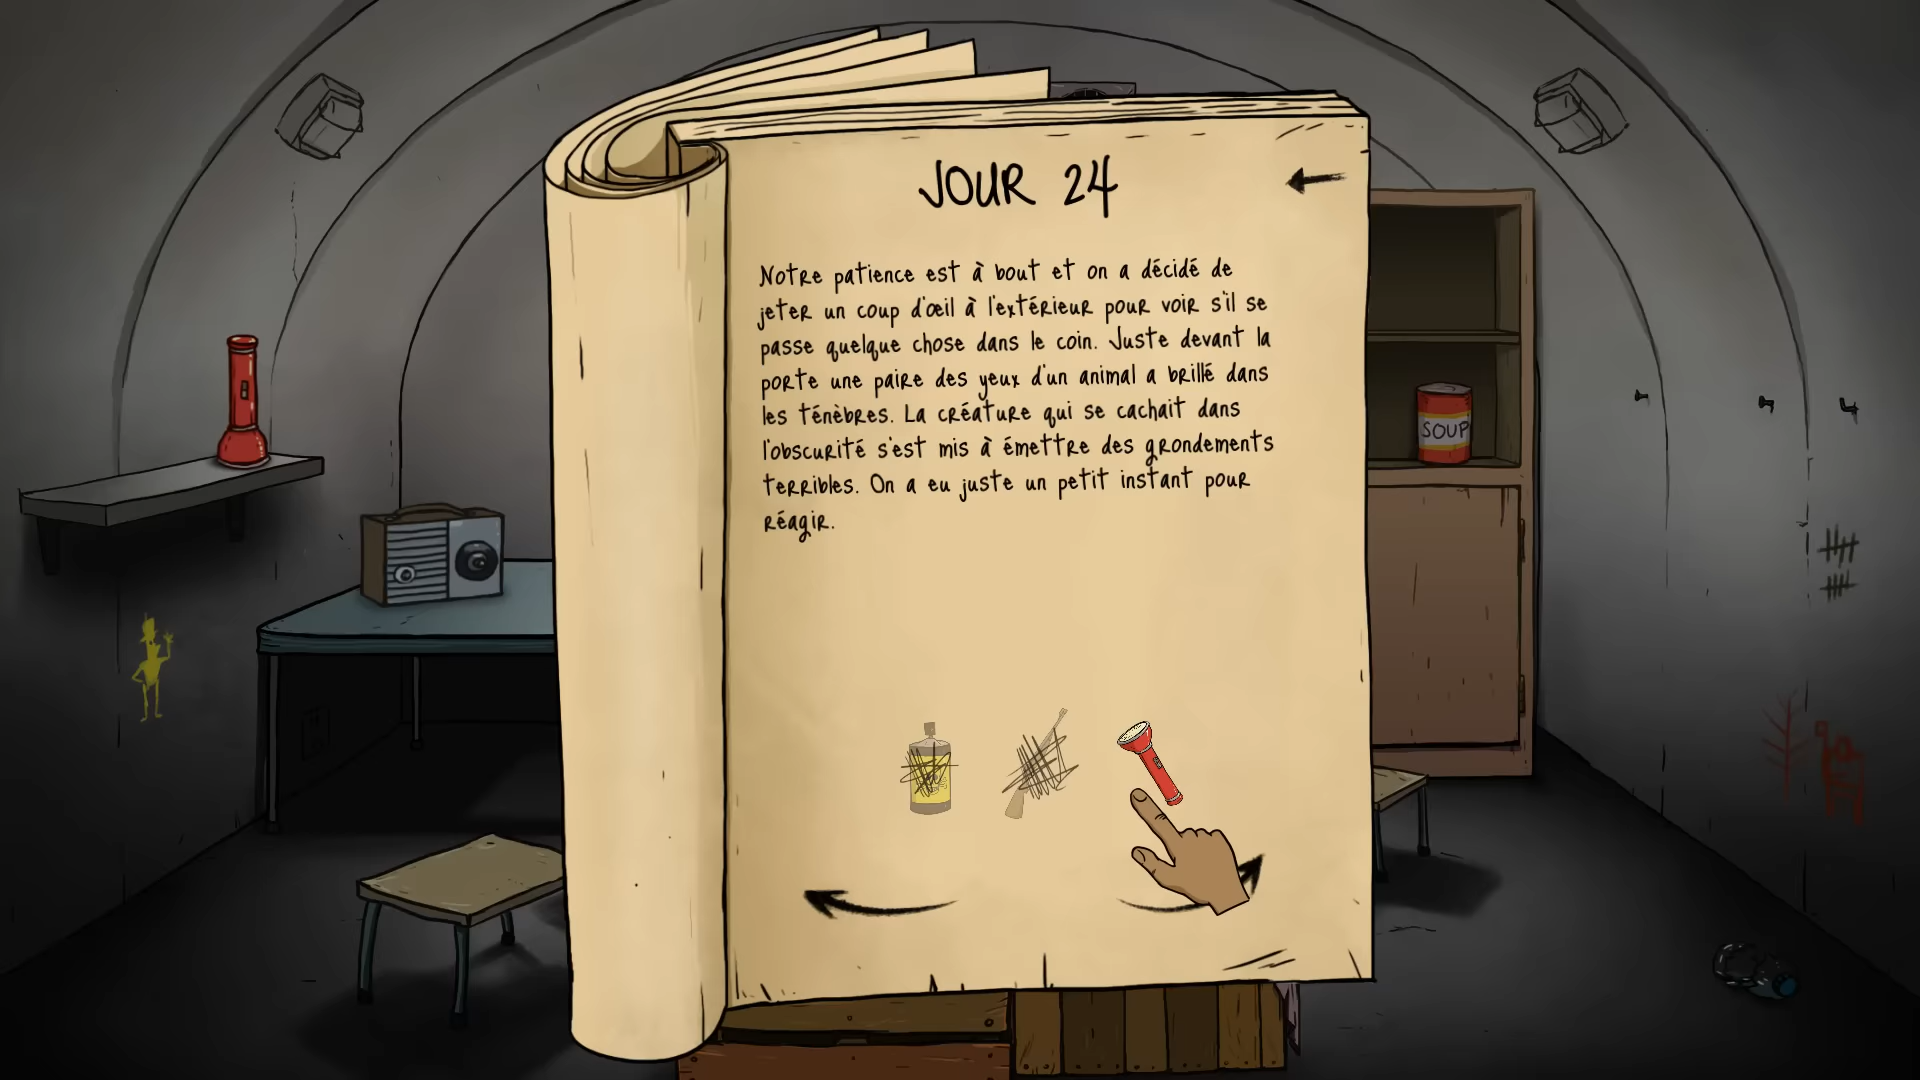 JOUR 24
Notre patience est à bout et on a décidé de
jeter un coup d'œil à l'extérieur pour voir s'il se
passe quelque chose dans le coin. Juste devant la
porte une paire des yeux d'un animal a brillé dans
les ténèbres. La créature qui se cachait dans
l'obscurité s'est mis à émettre des grondements
terribles. On a eu juste un petit instant pour
réagir.
SOUP